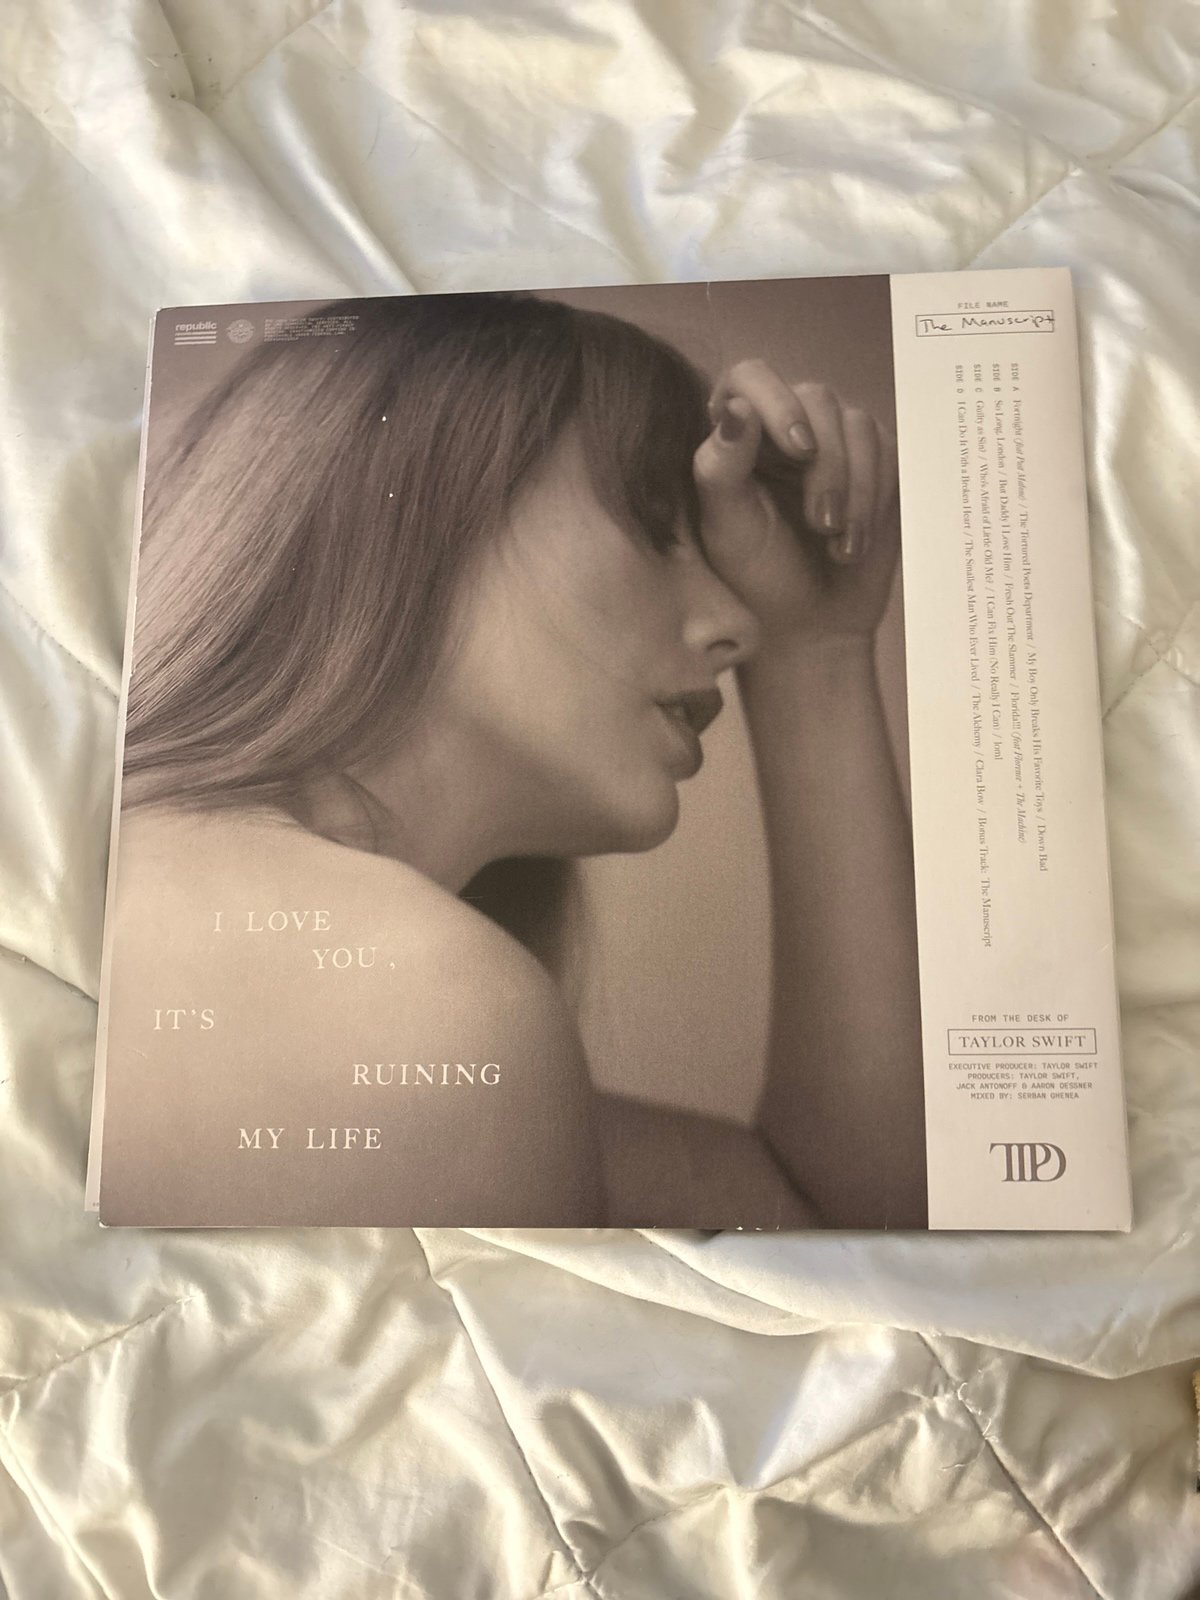 republic
FILE NAME
The Manuscript
SIDE A Fortnight (feat Post Malone) / The Tortured Poets Department / My Boy Only Breaks His Favorite Toys / Down Bad
SIDE B So Long, London / But Daddy I Love Him / Fresh Out The Slammer / Florida!!! (feat Florence + The Machine)
SIDE C Guilty as Sin? / Who's Afraid of Little Old Me? / I Can Fix Him (No Really I Can) / loml
SIDE D I Can Do It With a Broken Heart / The Smallest Man Who Ever Lived / The Alchemy / Clara Bow / Bonus Track: The Manuscript
I LOVE
YOU ,
IT'S
RUINING
MY LIFE
FROM THE DESK OF
TAYLOR SWIFT
EXECUTIVE PRODUCER: TAYLOR SWIFT
PRODUCERS: TAYLOR SWIFT,
JACK ANTONOFF & AARON DESSNER
MIXED BY: SERBAN GHENEA
TTPD